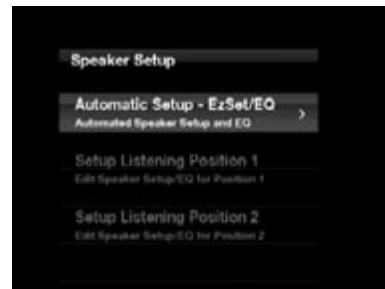 Speaker Setup
Automatic Setup - EzSet/EQ
Automated Speaker Setup and EQ
Setup Listening Position 1
Edit Speaker Setup/EQ for Position 1
Setup Listening Position 2
Edit Speaker Setup/EQ for Position 2